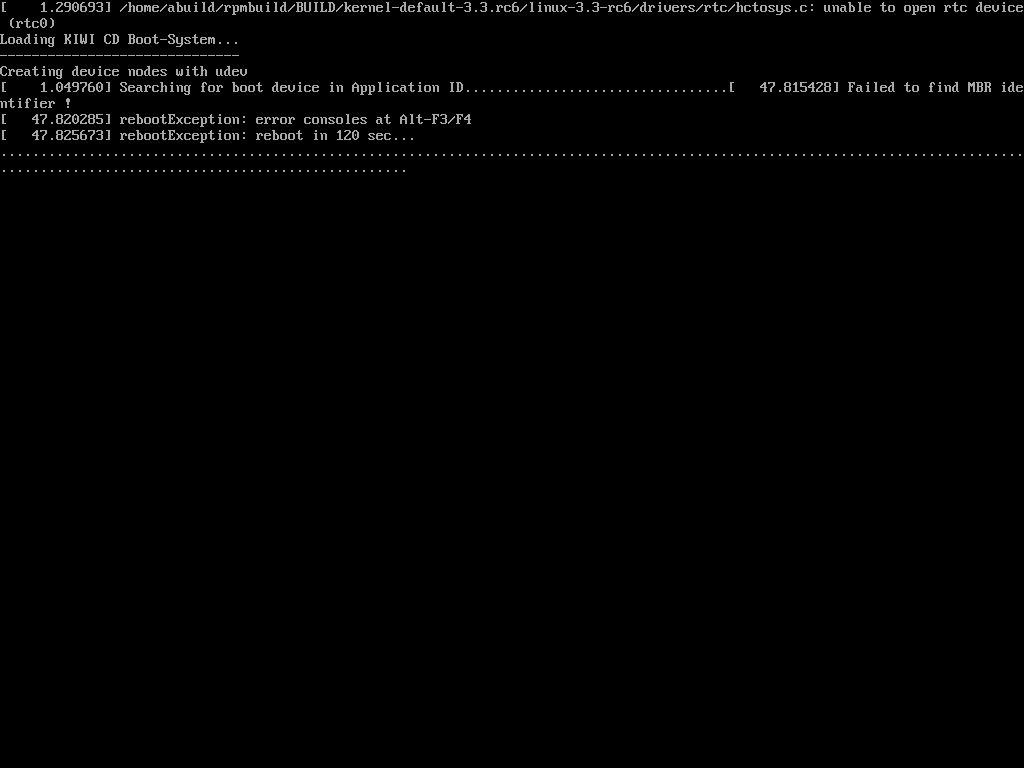 [    1.290693] /home/abuild/rpmbuild/BUILD/kernel-default-3.3.rc6/linux-3.3-rc6/drivers/rtc/hctosys.c: unable to open rtc device
 (rtc0)
Loading KIWI CD Boot-System...
------------------------------
Creating device nodes with udev
[    1.049760] Searching for boot device in Application ID.................................[   47.815428] Failed to find MBR ide
ntifier !
[   47.820285] rebootException: error consoles at Alt-F3/F4
[   47.825673] rebootException: reboot in 120 sec...
................................................................................................................................
...................................................